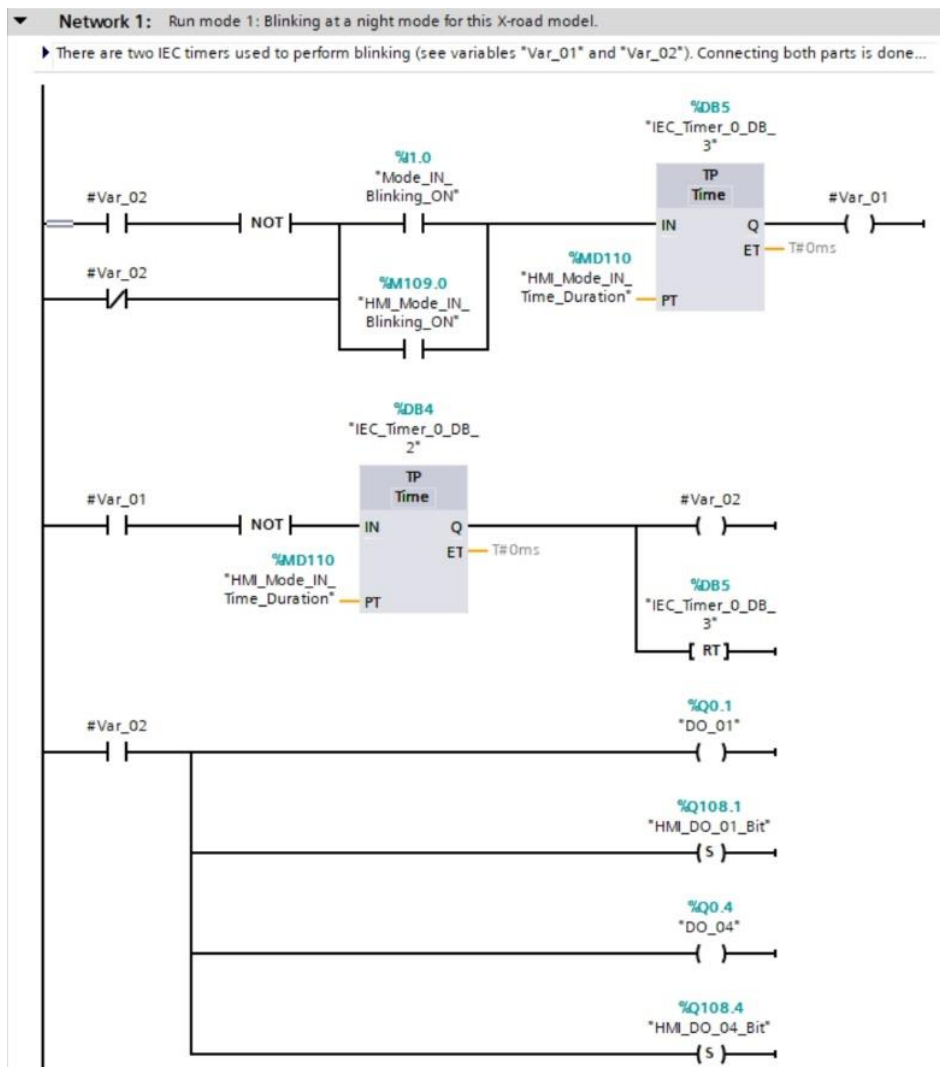 Network 1: Run mode 1: Blinking at a night mode for this X-road model.
There are two IEC timers used to perform blinking (see variables "Var_01" and "Var_02"). Connecting both parts is done...
%DB5
"IEC_Timer_0_DB_
3"
%I1.0
"Mode_IN_
Blinking_ON"
TP
Time
#Var_02
NOT
IN
Q
#Var_01
ET
T#0ms
#Var_02
%M109.0
"HMI_Mode_IN_
Blinking_ON"
%MD110
"HMI_Mode_IN_
Time_Duration"
PT
%DB4
"IEC_Timer_0_DB_
2"
TP
Time
#Var_01
NOT
IN
Q
#Var_02
ET
T#0ms
%MD110
"HMI_Mode_IN_
Time_Duration"
PT
%DB5
"IEC_Timer_0_DB_
3"
RT
#Var_02
%Q0.1
"DO_01"
%Q108.1
"HMI_DO_01_Bit"
S
%Q0.4
"DO_04"
%Q108.4
"HMI_DO_04_Bit"
S